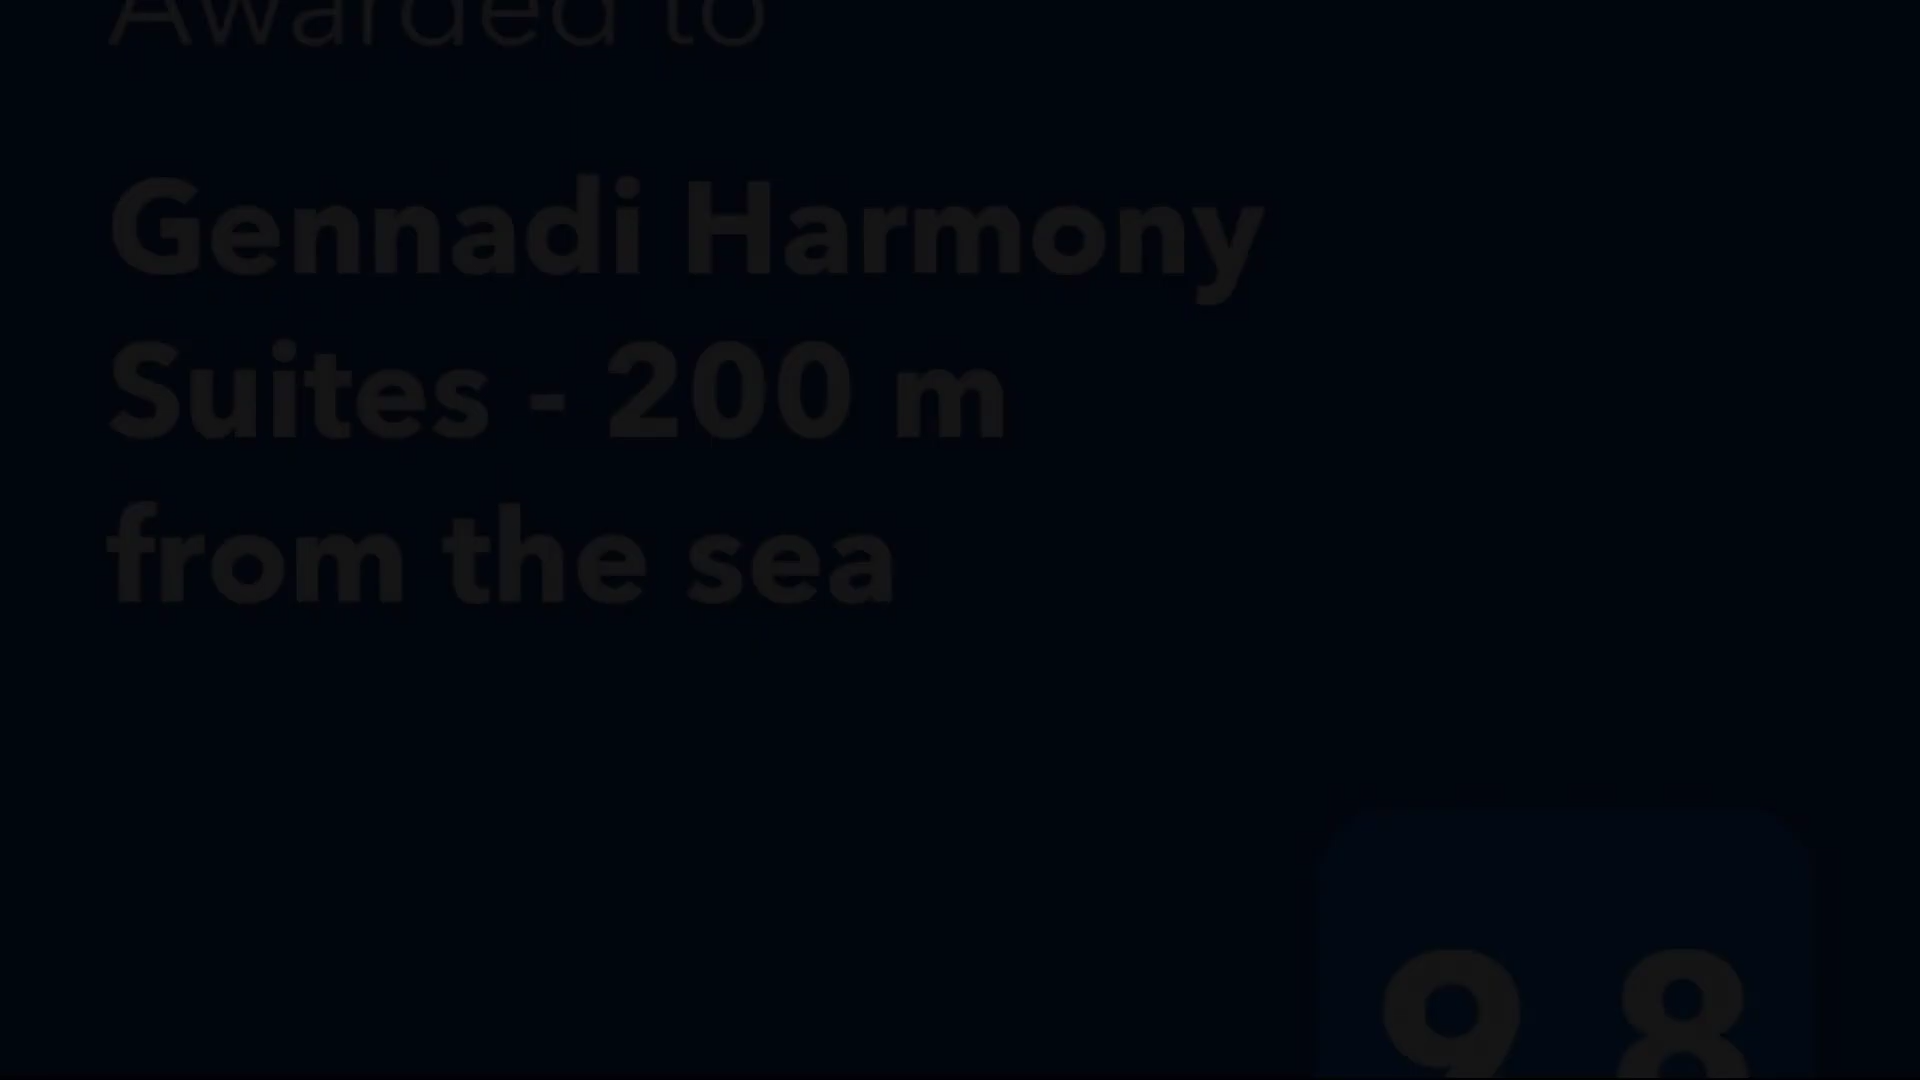 Awarded to
Gennadi Harmony
Suites - 200 m
from the sea
9 8